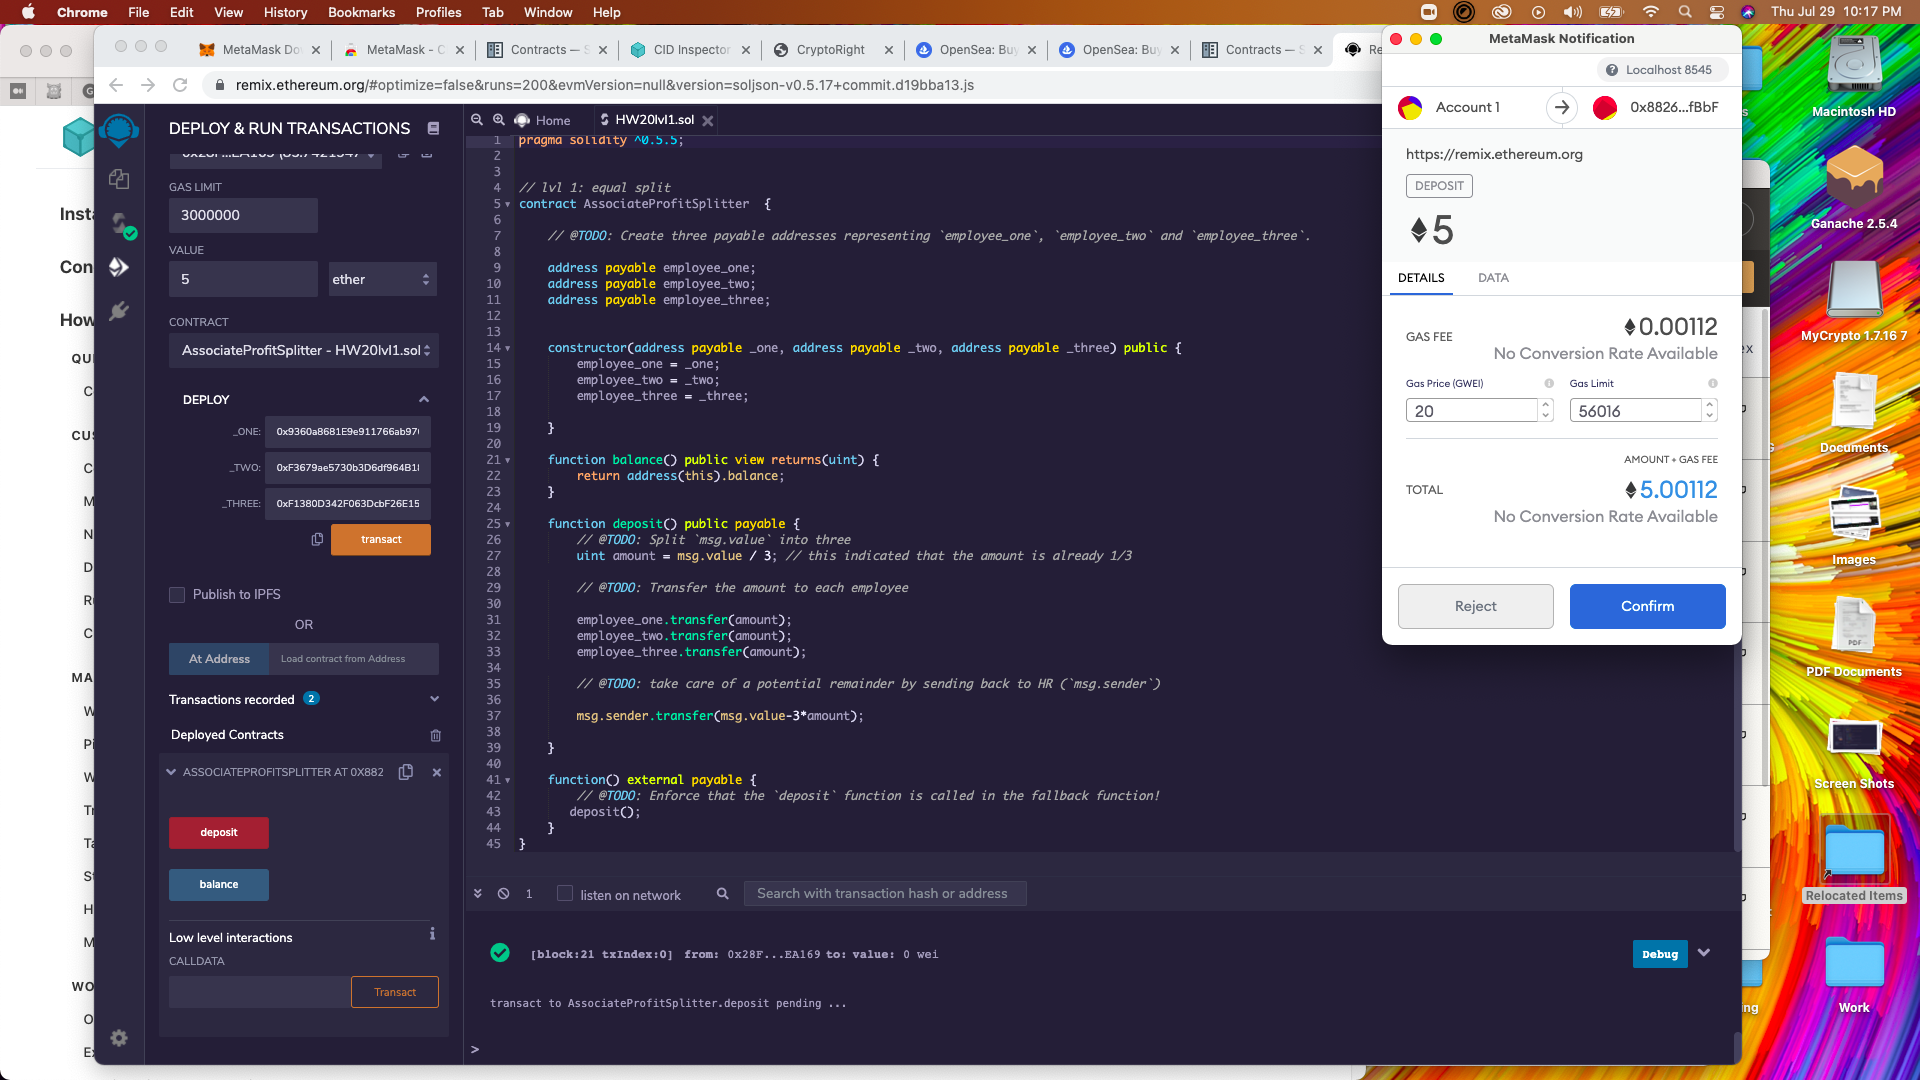 Chrome File Edit View History Bookmarks Profiles Tab Window Help
Thu Jul 29 10:17 PM
MetaMask Do
MetaMask - C
Contracts — S
CID Inspector
CryptoRight
OpenSea: Buy
OpenSea: Buy
Contracts — S
Re
remix.ethereum.org/#optimize=false&runs=200&evmVersion=null&version=soljson-v0.5.17+commit.d19bba13.js
DEPLOY & RUN TRANSACTIONS
GAS LIMIT
3000000
VALUE
5
ether
CONTRACT
AssociateProfitSplitter - HW20lvl1.sol
DEPLOY
_ONE: 0x9360a8681E9e911766ab97
_TWO: 0xF3679ae5730b3D6df964B1
_THREE: 0xF1380D342F063DcbF26E15
transact
Publish to IPFS
OR
At Address
Load contract from Address
Transactions recorded 2
Deployed Contracts
ASSOCIATEPROFITSPLITTER AT 0X882
deposit
balance
Low level interactions
CALLDATA
Transact
Home
HW20lvl1.sol
1 pragma solidity ^0.5.5;
2
3
4 // lvl 1: equal split
5 contract AssociateProfitSplitter {
6
7 // @TODO: Create three payable addresses representing `employee_one`, `employee_two` and `employee_three`.
8
9 address payable employee_one;
10 address payable employee_two;
11 address payable employee_three;
12
13
14 constructor(address payable _one, address payable _two, address payable _three) public {
15 employee_one = _one;
16 employee_two = _two;
17 employee_three = _three;
18
19 }
20
21 function balance() public view returns(uint) {
22 return address(this).balance;
23 }
24
25 function deposit() public payable {
26 // @TODO: Split `msg.value` into three
27 uint amount = msg.value / 3; // this indicated that the amount is already 1/3
28
29 // @TODO: Transfer the amount to each employee
30
31 employee_one.transfer(amount);
32 employee_two.transfer(amount);
33 employee_three.transfer(amount);
34
35 // @TODO: take care of a potential remainder by sending back to HR (`msg.sender`)
36
37 msg.sender.transfer(msg.value-3*amount);
38
39 }
40
41 function() external payable {
42 // @TODO: Enforce that the `deposit` function is called in the fallback function!
43 deposit();
44 }
45 }
1
listen on network
Search with transaction hash or address
[block:21 txIndex:0] from: 0x28F...EA169 to: value: 0 wei
Debug
transact to AssociateProfitSplitter.deposit pending ...
>
MetaMask Notification
Localhost 8545
Account 1
0x8826...fBbF
https://remix.ethereum.org
DEPOSIT
5
DETAILS
DATA
GAS FEE
0.00112
No Conversion Rate Available
Gas Price (GWEI)
Gas Limit
20
56016
AMOUNT + GAS FEE
TOTAL
5.00112
No Conversion Rate Available
Reject
Confirm
Macintosh HD
Ganache 2.5.4
MyCrypto 1.7.16 7
Documents
Images
PDF Documents
Screen Shots
Relocated Items
Work
Insta
Con
How
QU
CUS
MA
WO